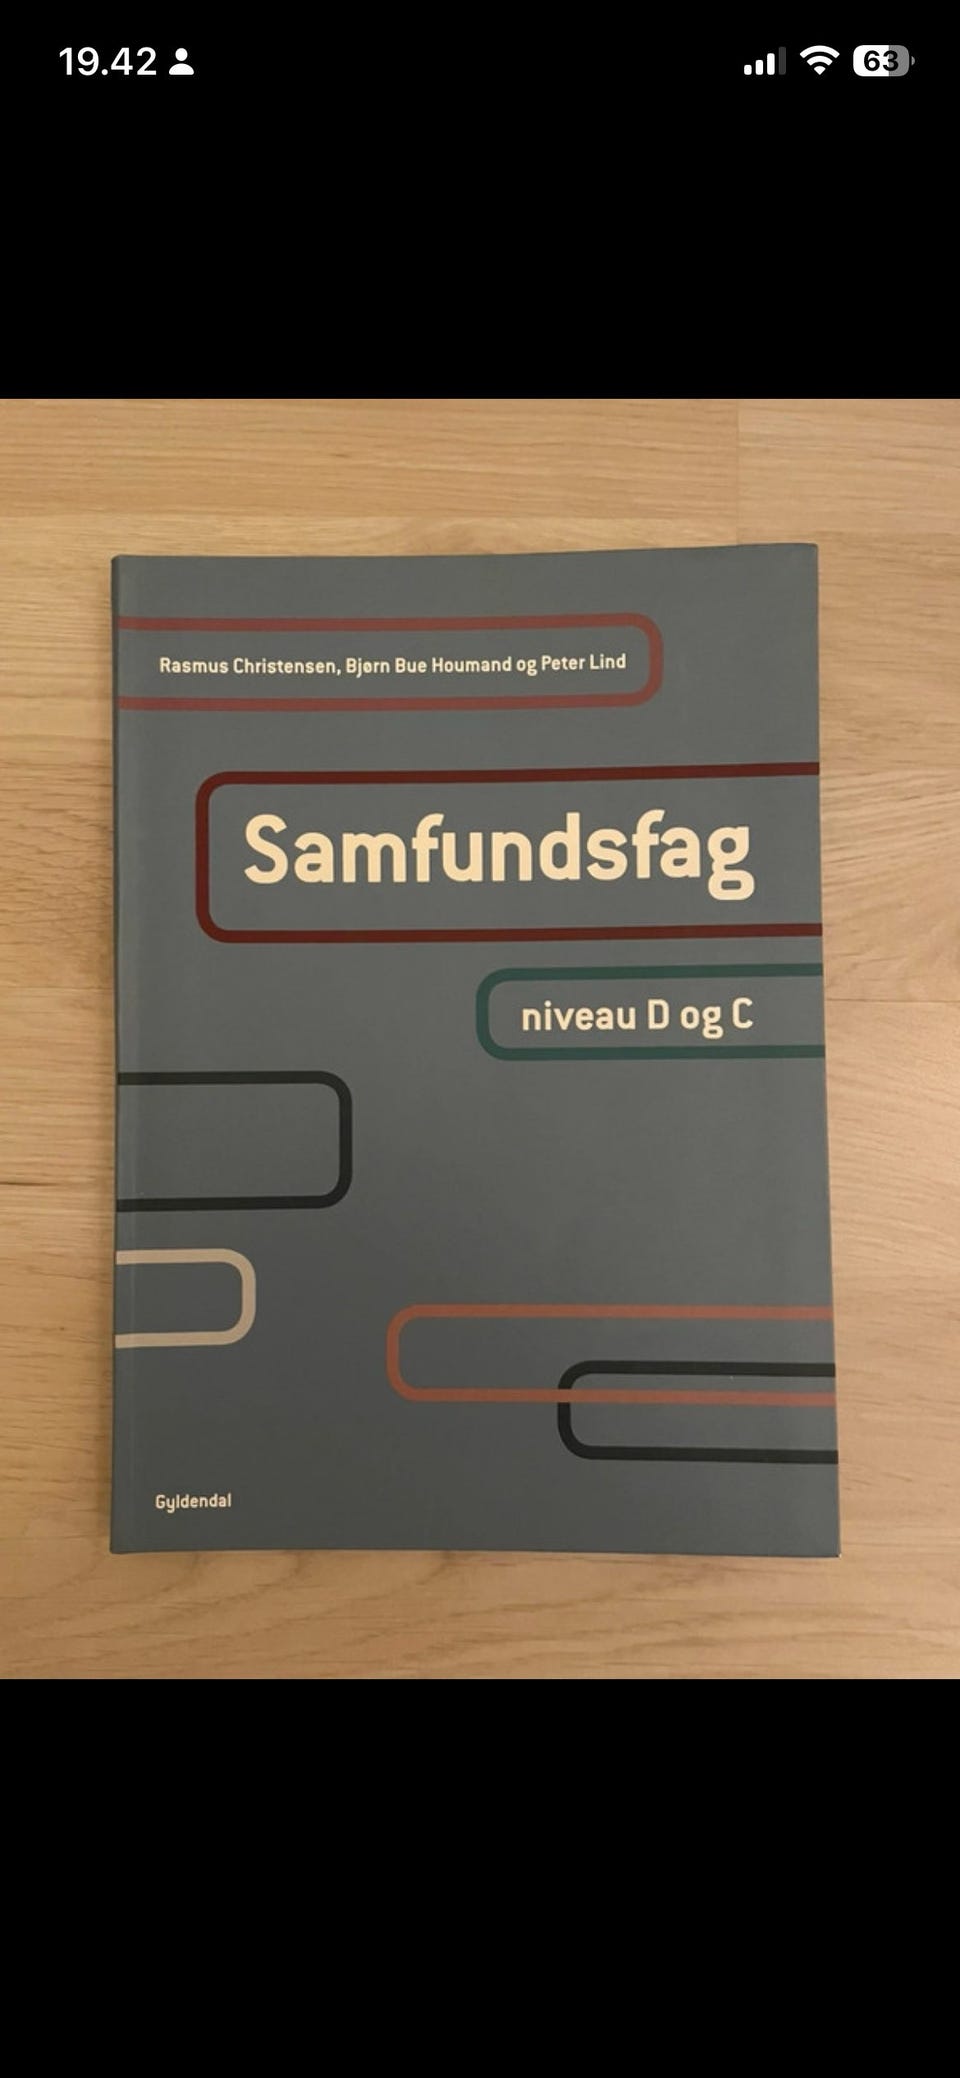 19.42
63
Rasmus Christensen, Bjørn Bue Houmand og Peter Lind
Samfundsfag
niveau D og C
Gyldendal